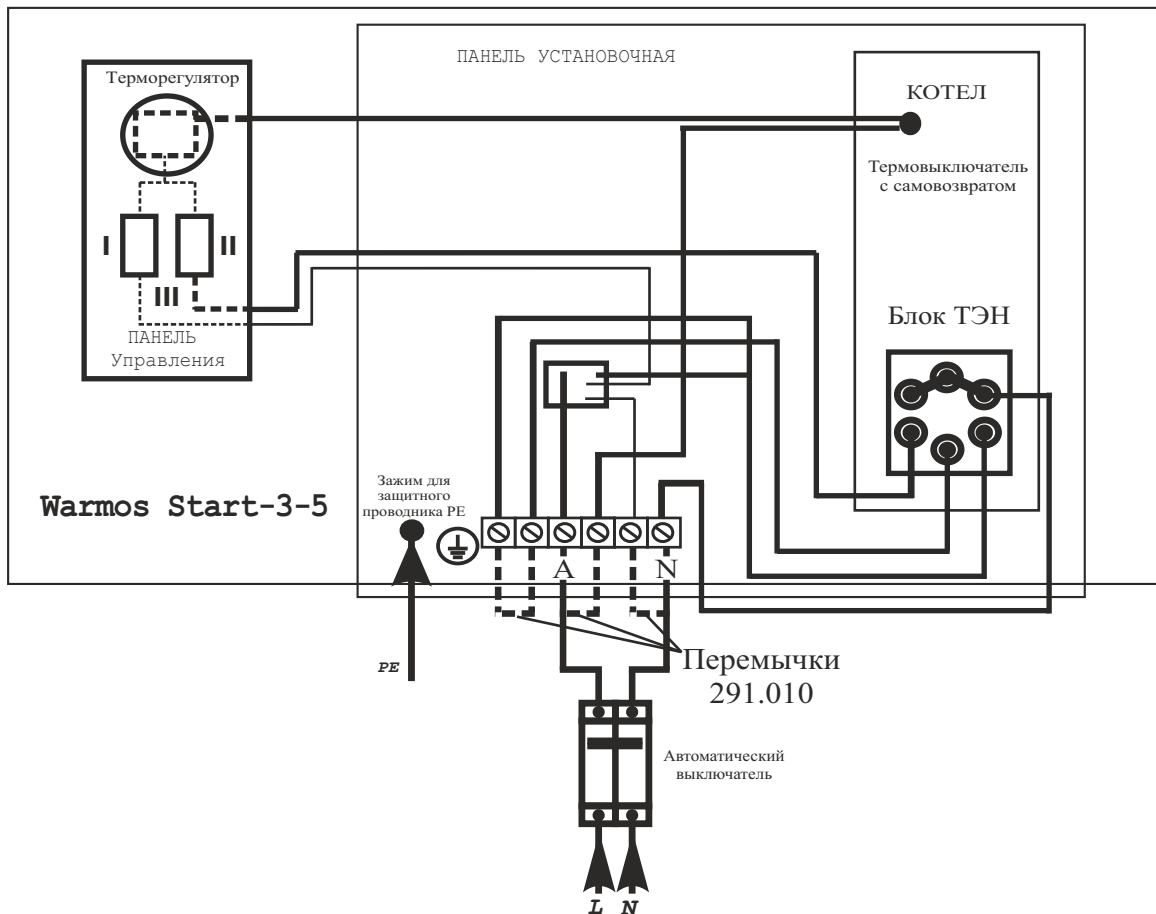 ПАНЕЛЬ УСТАНОВОЧНАЯ
Терморегулятор
КОТЕЛ
Термовыключатель
с самовозвратом
I
II
III
ПАНЕЛЬ
Управления
Блок ТЭН
Warmos Start-3-5
Зажим для
защитного
проводника PE
A
N
PE
Перемычки
291.010
Автоматический
выключатель
L
N